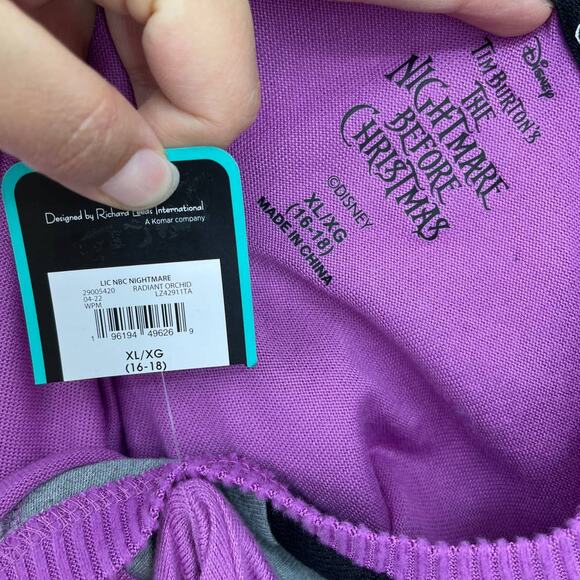 Designed by Richard Leeds International
A Komar company
LIC NBC NIGHTMARE
29005420 RADIANT ORCHID
04-22 LZ42911TA
WPM
1 96194 49626 9
XL/XG
(16-18)
Disney
TIM BURTON'S
THE
NIGHTMARE
BEFORE
CHRISTMAS
©DISNEY
XL/XG
(16-18)
MADE IN CHINA